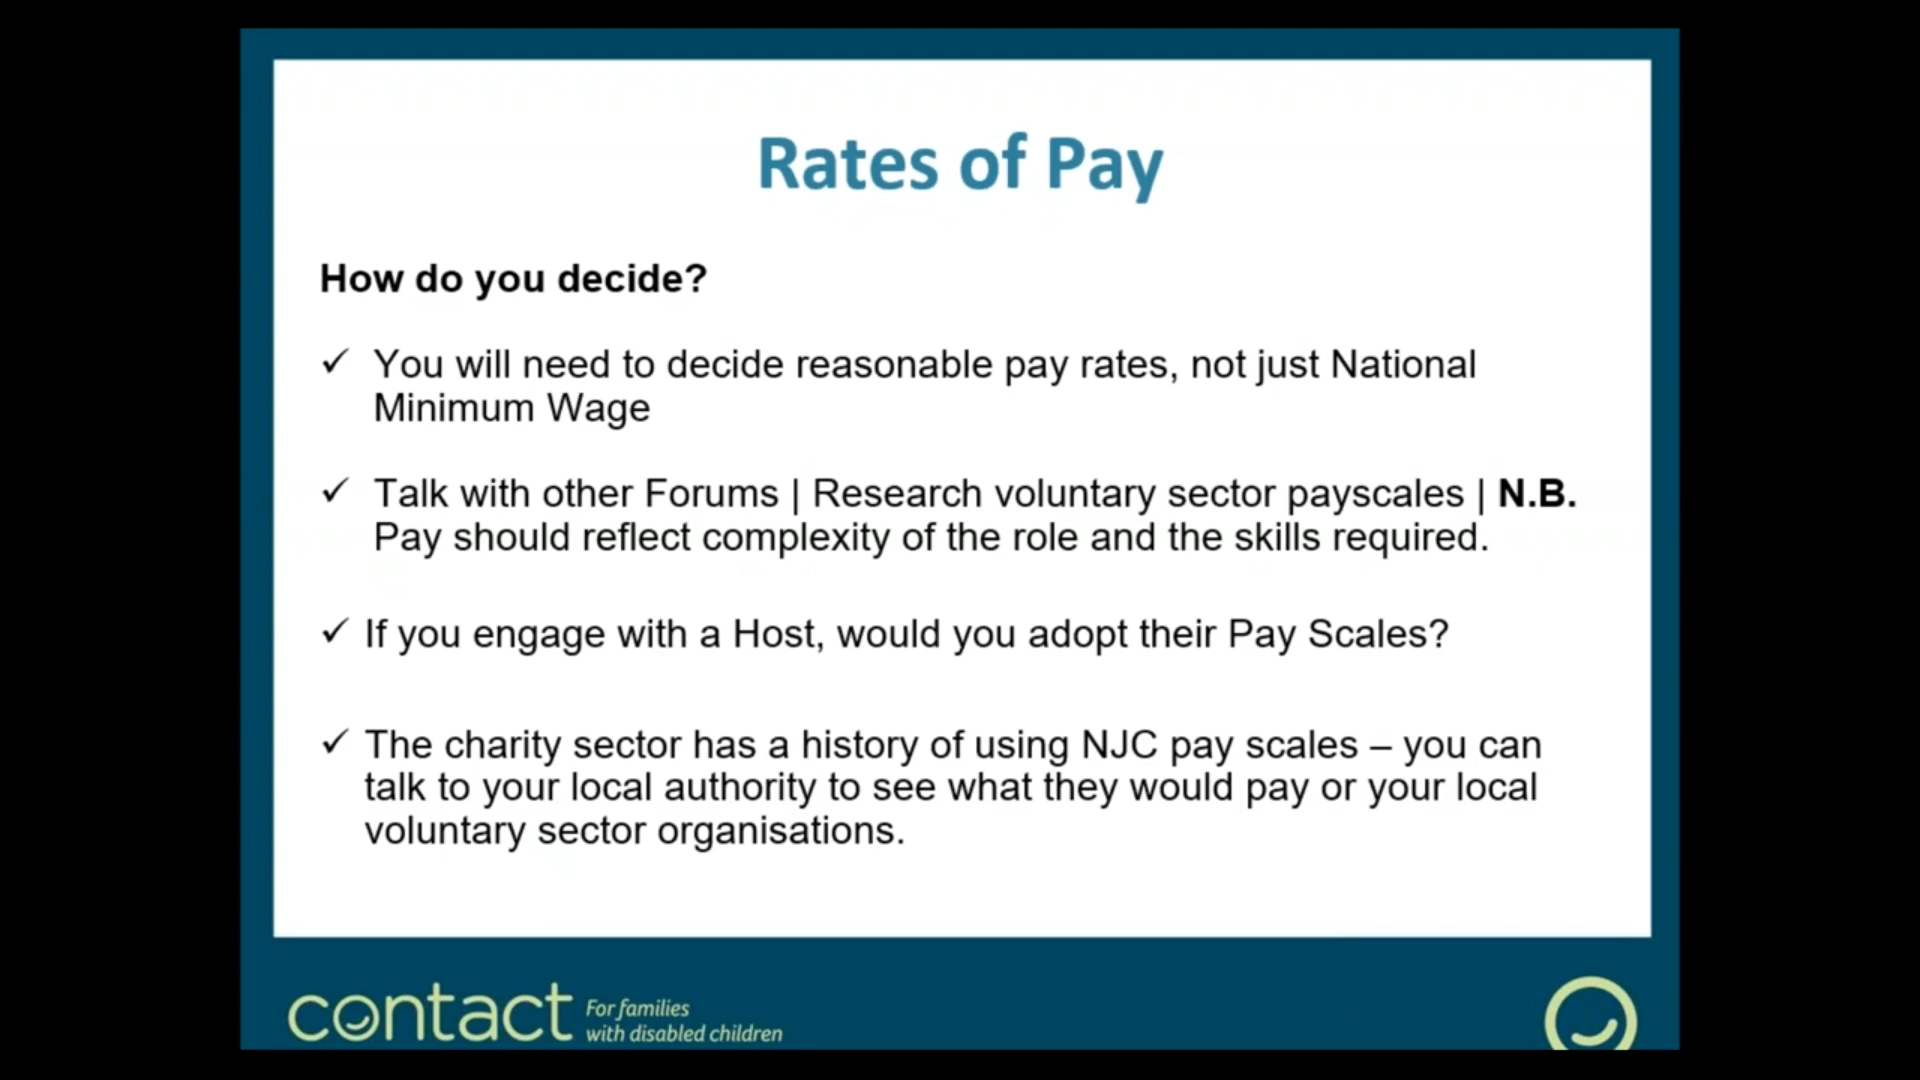 Rates of Pay
How do you decide?
✓ You will need to decide reasonable pay rates, not just National
Minimum Wage
✓ Talk with other Forums | Research voluntary sector payscales | N.B.
Pay should reflect complexity of the role and the skills required.
✓ If you engage with a Host, would you adopt their Pay Scales?
✓ The charity sector has a history of using NJC pay scales – you can
talk to your local authority to see what they would pay or your local
voluntary sector organisations.
contact
For families
with disabled children